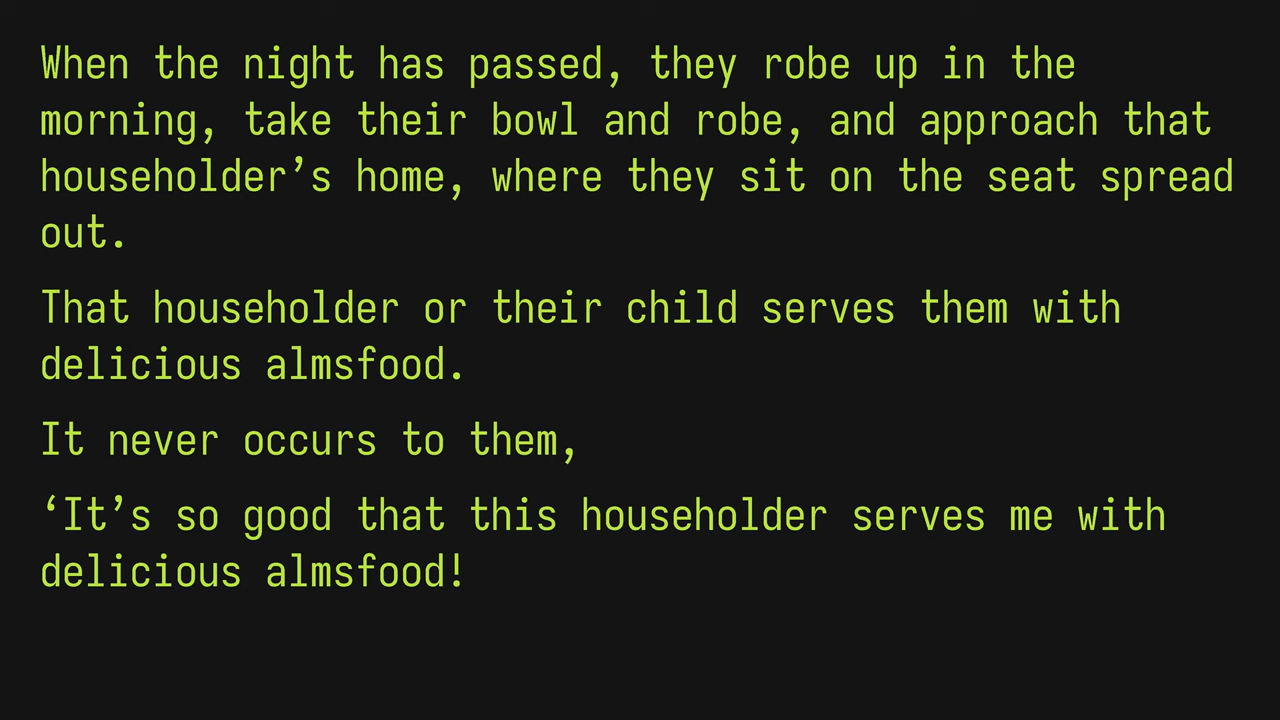 When the night has passed, they robe up in the
morning, take their bowl and robe, and approach that
householder’s home, where they sit on the seat spread
out.
That householder or their child serves them with
delicious almsfood.
It never occurs to them,
‘It’s so good that this householder serves me with
delicious almsfood!